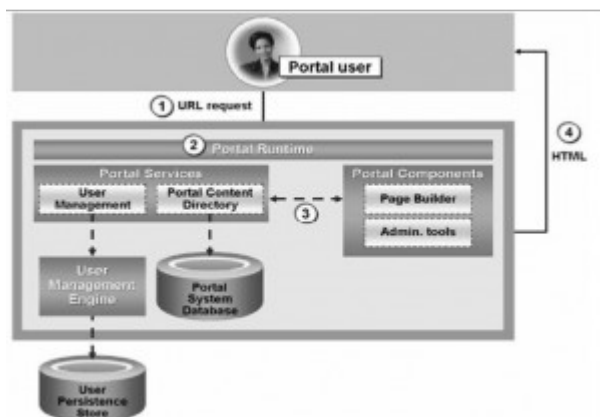 Portal user
1 URL request
4
HTML
2
Portal Runtime
Portal Services
Portal Components
User
Management
Portal Content
Directory
3
Page Builder
Admin. tools
User
Management
Engine
Portal
System
Database
User
Persistence
Store